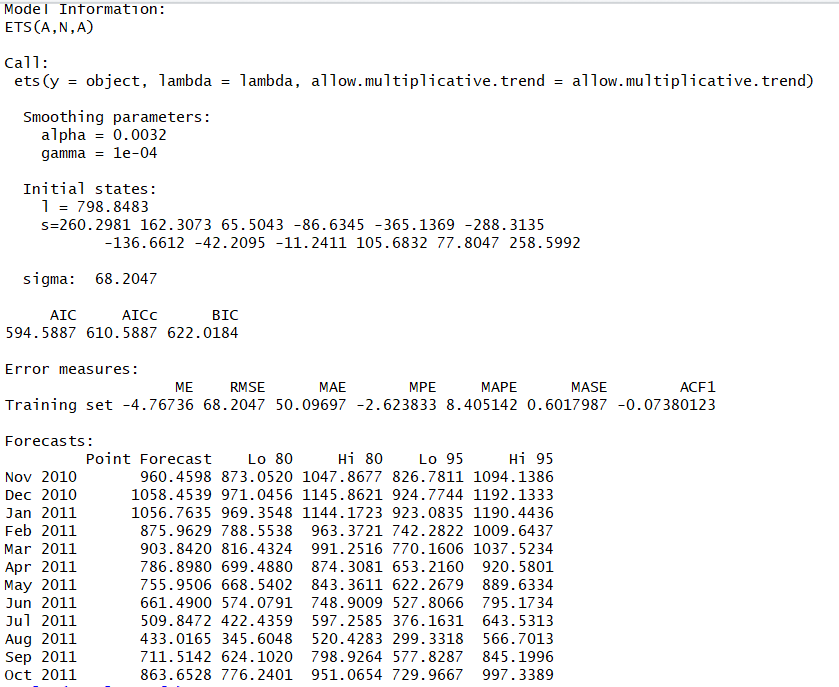 Model Information:
ETS(A,N,A)
Call:
ets(y = object, lambda = lambda, allow.multiplicative.trend = allow.multiplicative.trend)
Smoothing parameters:
alpha = 0.0032
gamma = 1e-04
Initial states:
l = 798.8483
s=260.2981 162.3073 65.5043 -86.6345 -365.1369 -288.3135
-136.6612 -42.2095 -11.2411 105.6832 77.8047 258.5992
sigma: 68.2047
AIC AICc BIC
594.5887 610.5887 622.0184
Error measures:
ME RMSE MAE MPE MAPE MASE ACF1
Training set -4.76736 68.2047 50.09697 -2.623833 8.405142 0.6017987 -0.07380123
Forecasts:
Point Forecast Lo 80 Hi 80 Lo 95 Hi 95
Nov 2010 960.4598 873.0520 1047.8677 826.7811 1094.1386
Dec 2010 1058.4539 971.0456 1145.8621 924.7744 1192.1333
Jan 2011 1056.7635 969.3548 1144.1723 923.0835 1190.4436
Feb 2011 875.9629 788.5538 963.3721 742.2822 1009.6437
Mar 2011 903.8420 816.4324 991.2516 770.1606 1037.5234
Apr 2011 786.8980 699.4880 874.3081 653.2160 920.5801
May 2011 755.9506 668.5402 843.3611 622.2679 889.6334
Jun 2011 661.4900 574.0791 748.9009 527.8066 795.1734
Jul 2011 509.8472 422.4359 597.2585 376.1631 643.5313
Aug 2011 433.0165 345.6048 520.4283 299.3318 566.7013
Sep 2011 711.5142 624.1020 798.9264 577.8287 845.1996
Oct 2011 863.6528 776.2401 951.0654 729.9667 997.3389